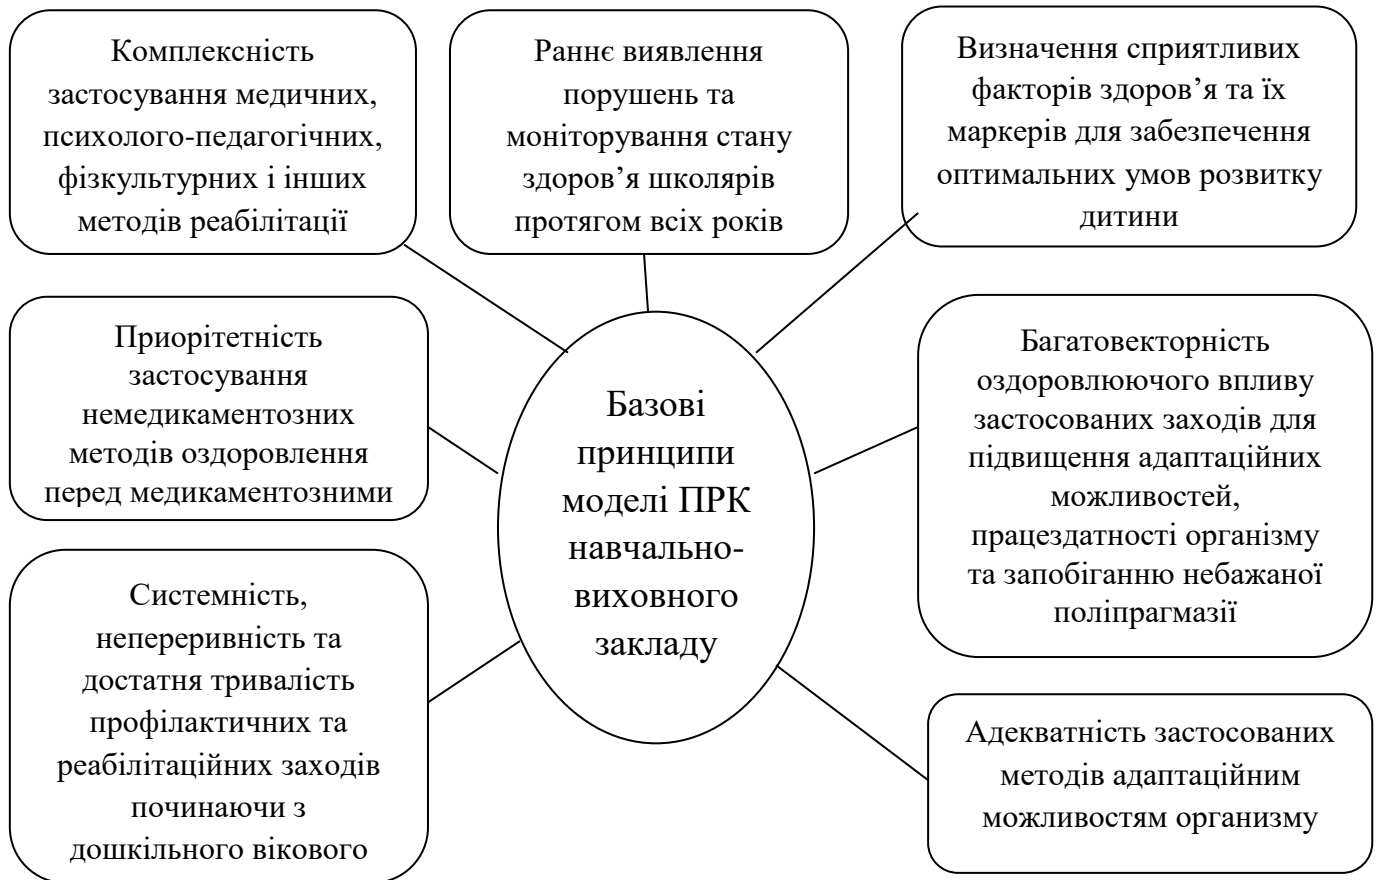 Комплексність
застосування медичних,
психолого-педагогічних,
фізкультурних і інших
методів реабілітації
Раннє виявлення
порушень та
моніторування стану
здоров’я школярів
протягом всіх років
Визначення сприятливих
факторів здоров’я та їх
маркерів для забезпечення
оптимальних умов розвитку
дитини
Приорітетність
застосування
немедикаментозних
методів оздоровлення
перед медикаментозними
Базові
принципи
моделі ПРК
навчально-
виховного
закладу
Багатовекторність
оздоровлюючого впливу
застосованих заходів для
підвищення адаптаційних
можливостей,
працездатності організму
та запобіганню небажаної
поліпрагмазії
Системність,
непереривність та
достатня тривалість
профілактичних та
реабілітаційних заходів
починаючи з
дошкільного вікового
Адекватність застосованих
методів адаптаційним
можливостям организму